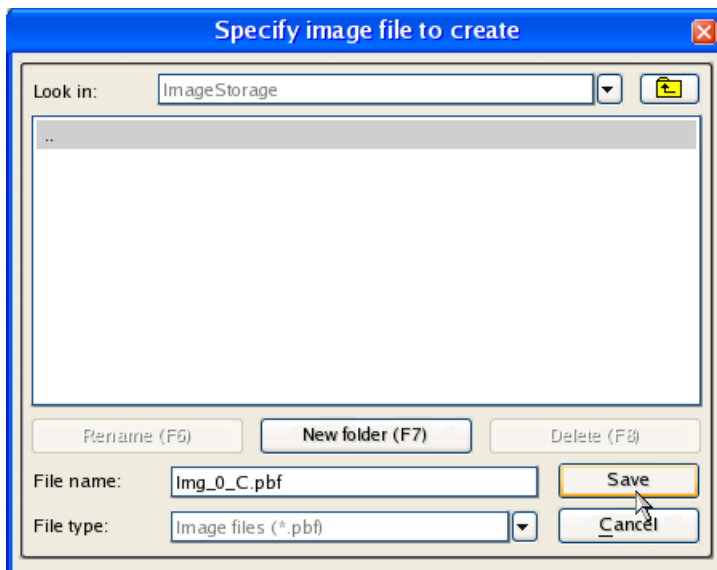 Specify image file to create
Look in: ImageStorage
..
Rename (F6) New folder (F7) Delete (F8)
File name: Img_0_C.pbf Save
File type: Image files (*.pbf) Cancel